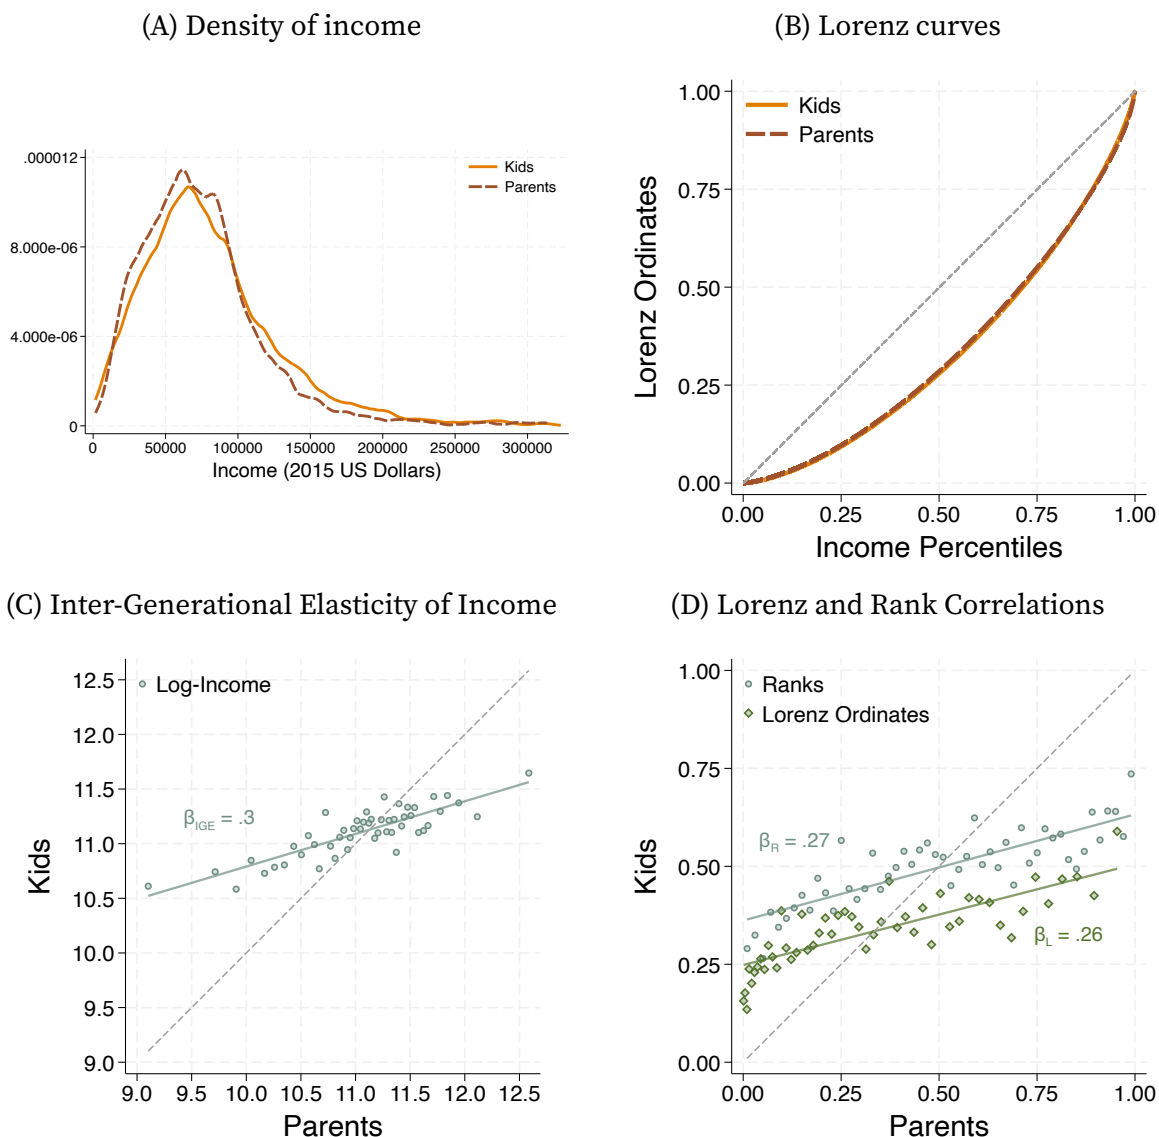 (A) Density of income
.000012
8.000e-06
4.000e-06
0
Kids
Parents
0 50000 100000 150000 200000 250000 300000
Income (2015 US Dollars)
(B) Lorenz curves
Lorenz Ordinates
1.00
0.75
0.50
0.25
0.00
Kids
Parents
0.00 0.25 0.50 0.75 1.00
Income Percentiles
(C) Inter-Generational Elasticity of Income
Kids
12.5
12.0
11.5
11.0
10.5
10.0
9.5
9.0
Log-Income
β_IGE = .3
9.0 9.5 10.0 10.5 11.0 11.5 12.0 12.5
Parents
(D) Lorenz and Rank Correlations
Kids
1.00
0.75
0.50
0.25
0.00
Ranks
Lorenz Ordinates
β_R = .27
β_L = .26
0.00 0.25 0.50 0.75 1.00
Parents